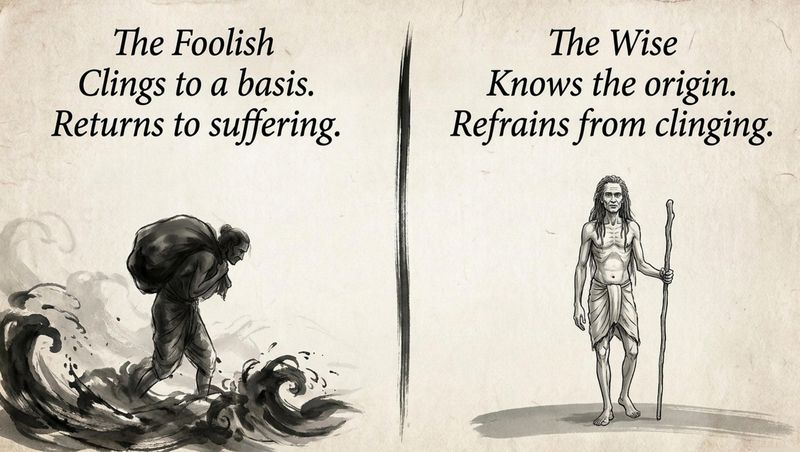 The Foolish
Clings to a basis.
Returns to suffering.
The Wise
Knows the origin.
Refrains from clinging.